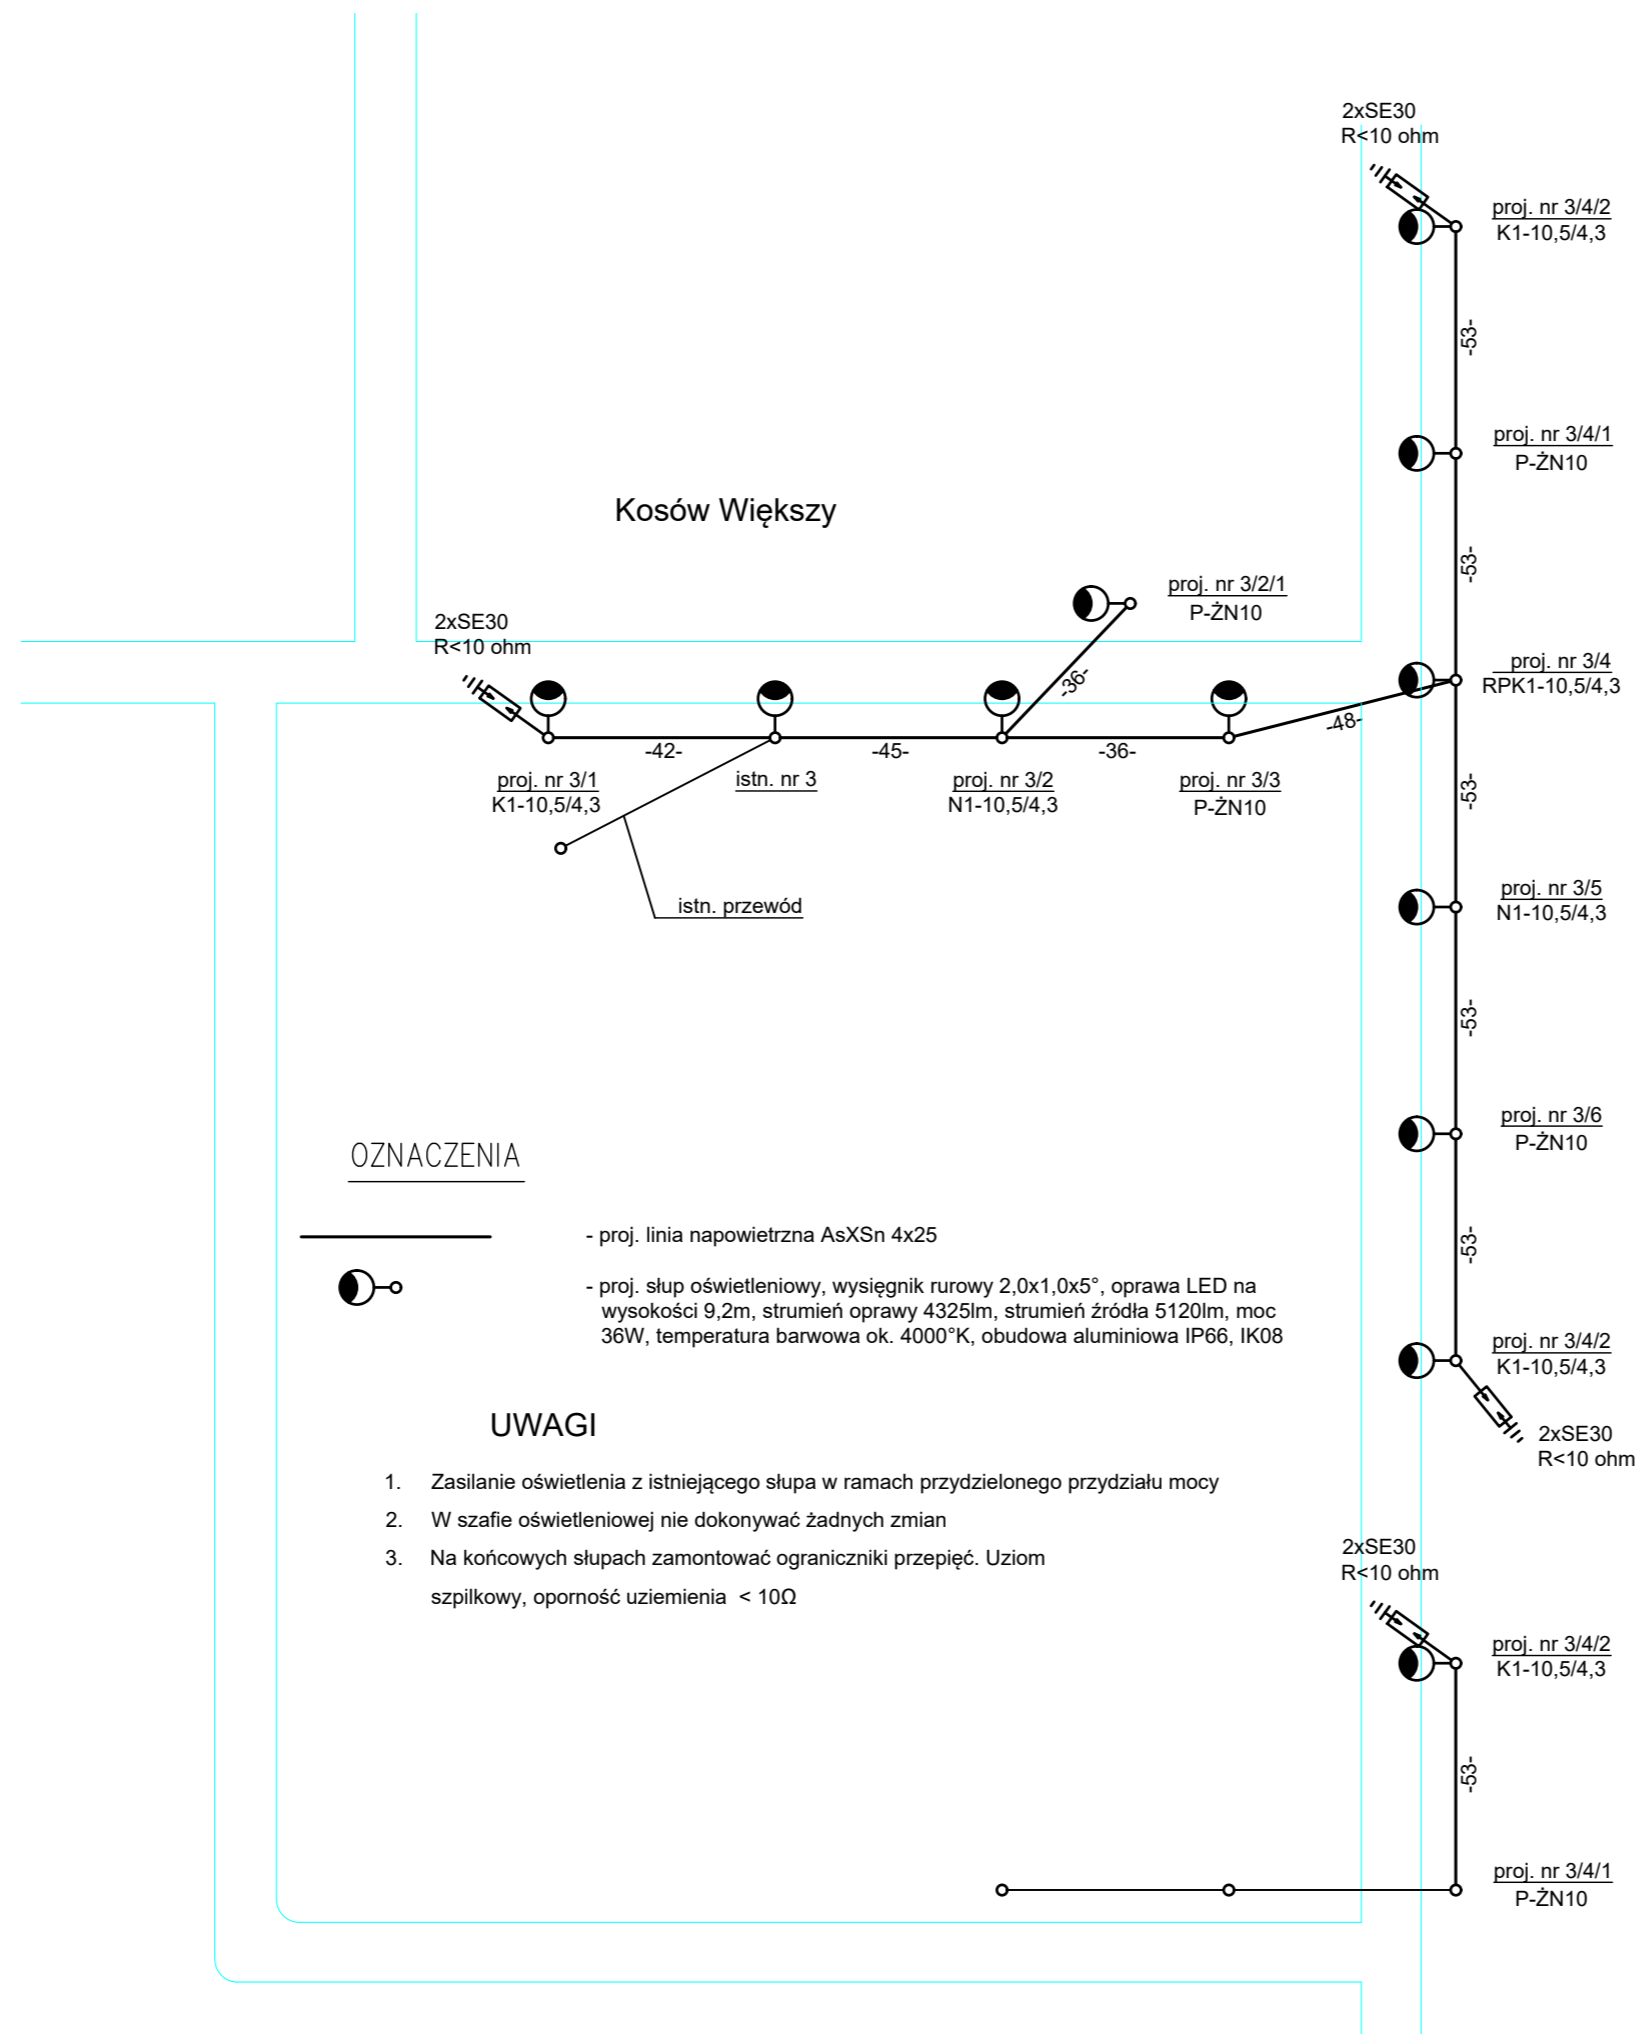 2xSE30
R<10 ohm
proj. nr 3/4/2
K1-10,5/4,3
-53-
proj. nr 3/4/1
P-ŻN10
Kosów Większy
-53-
proj. nr 3/2/1
P-ŻN10
2xSE30
R<10 ohm
proj. nr 3/4
RPK1-10,5/4,3
-36-
-48-
-42-
-45-
-36-
proj. nr 3/1
K1-10,5/4,3
istn. nr 3
proj. nr 3/2
N1-10,5/4,3
proj. nr 3/3
P-ŻN10
-53-
istn. przewód
proj. nr 3/5
N1-10,5/4,3
-53-
proj. nr 3/6
P-ŻN10
OZNACZENIA
- proj. linia napowietrzna AsXSn 4x25
-53-
- proj. słup oświetleniowy, wysięgnik rurowy 2,0x1,0x5°, oprawa LED na
wysokości 9,2m, strumień oprawy 4325lm, strumień źródła 5120lm, moc
36W, temperatura barwowa ok. 4000°K, obudowa aluminiowa IP66, IK08
proj. nr 3/4/2
K1-10,5/4,3
2xSE30
R<10 ohm
UWAGI
1. Zasilanie oświetlenia z istniejącego słupa w ramach przydzielonego przydziału mocy
2. W szafie oświetleniowej nie dokonywać żadnych zmian
3. Na końcowych słupach zamontować ograniczniki przepięć. Uziom
szpilkowy, oporność uziemienia < 10Ω
2xSE30
R<10 ohm
proj. nr 3/4/2
K1-10,5/4,3
-53-
proj. nr 3/4/1
P-ŻN10